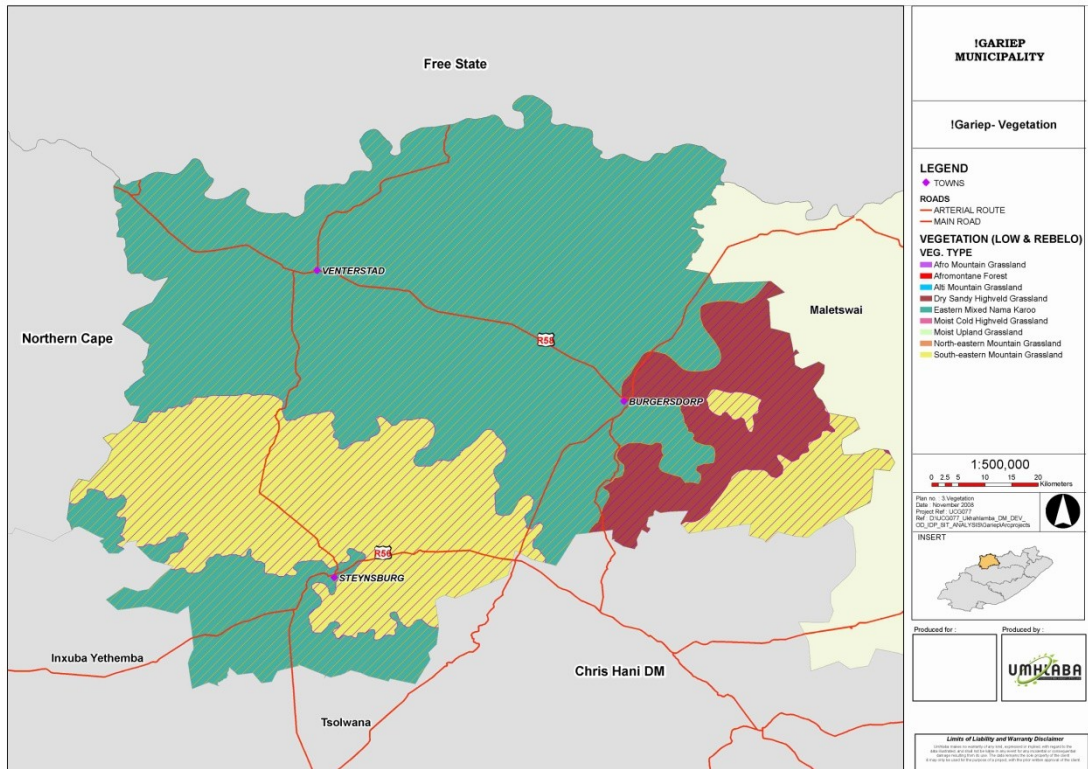 Free State
VENTERSTAD
Northern Cape
Maletswai
R58
BURGERSDORP
R56
STEYNSBURG
Inxuba Yethemba
Chris Hani DM
Tsolwana
!GARIEP
MUNICIPALITY
!Gariep- Vegetation
LEGEND
TOWNS
ROADS
ARTERIAL ROUTE
MAIN ROAD
VEGETATION (LOW & REBELO)
VEG. TYPE
Afro Mountain Grassland
Afromontane Forest
Alti Mountain Grassland
Dry Sandy Highveld Grassland
Eastern Mixed Nama Karoo
Moist Cold Highveld Grassland
Moist Upland Grassland
North-eastern Mountain Grassland
South-eastern Mountain Grassland
1:500,000
0 2.5 5 10 15 20
Kilometers
Plan no. : 3.Vegetation
Date : November 2008
Project Ref : UCG077
INSERT
Produced for :
Produced by :
UMHLABA
Limits of Liability and Warranty Disclaimer